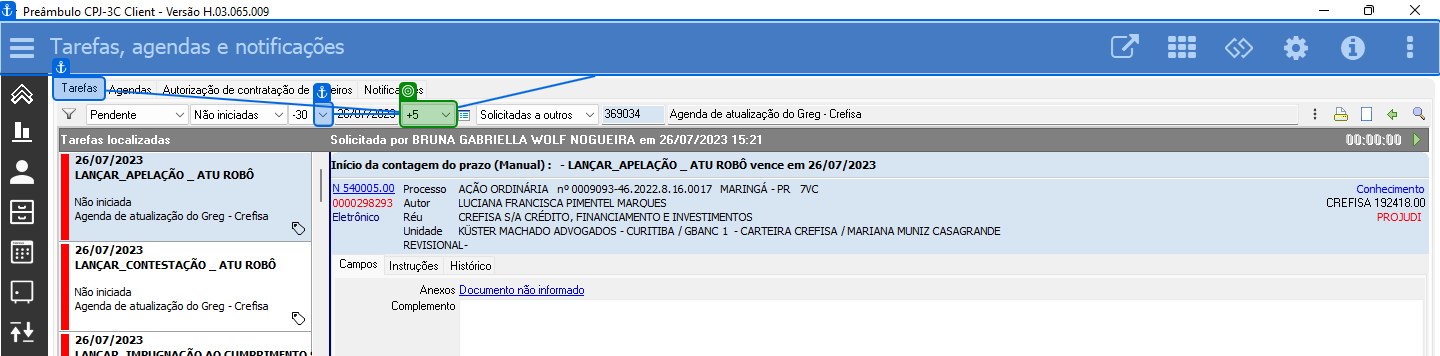 Preâmbulo CPJ-3C Client - Versão H.03.065.009
Tarefas, agendas e notificações
Tarefas Agendas Autorização de contratação de
Pendente Não iniciadas -30 26/07/2023 +5 Solicitadas a outros 369034 Agenda de atualização do Greg - Crefisa
Tarefas localizadas Solicitada por BRUNA GABRIELLA WOLF NOGUEIRA em 26/07/2023 15:21 00:00:00
26/07/2023
LANÇAR_APELAÇÃO _ ATU ROBÔ
Não iniciada
Agenda de atualização do Greg - Crefisa
26/07/2023
LANÇAR_CONTESTAÇÃO _ ATU ROBÔ
Não iniciada
Agenda de atualização do Greg - Crefisa
26/07/2023
LANÇAR_IMPUGNAÇÃO AO CUMPRIMENTO
Início da contagem do prazo (Manual) : - LANÇAR_APELAÇÃO _ ATU ROBÔ vence em 26/07/2023
N 540005.00 Processo AÇÃO ORDINÁRIA nº 0009093-46.2022.8.16.0017 MARINGÁ - PR 7VC Conhecimento
0000298293 Autor LUCIANA FRANCISCA PIMENTEL MARQUES CREFISA 192418.00
Eletrônico Réu CREFISA S/A CRÉDITO, FINANCIAMENTO E INVESTIMENTOS PROJUDI
Unidade KÜSTER MACHADO ADVOGADOS - CURITIBA / GBANC 1 - CARTEIRA CREFISA / MARIANA MUNIZ CASAGRANDE
REVISIONAL-
Campos Instruções Histórico
Anexos Documento não informado
Complemento